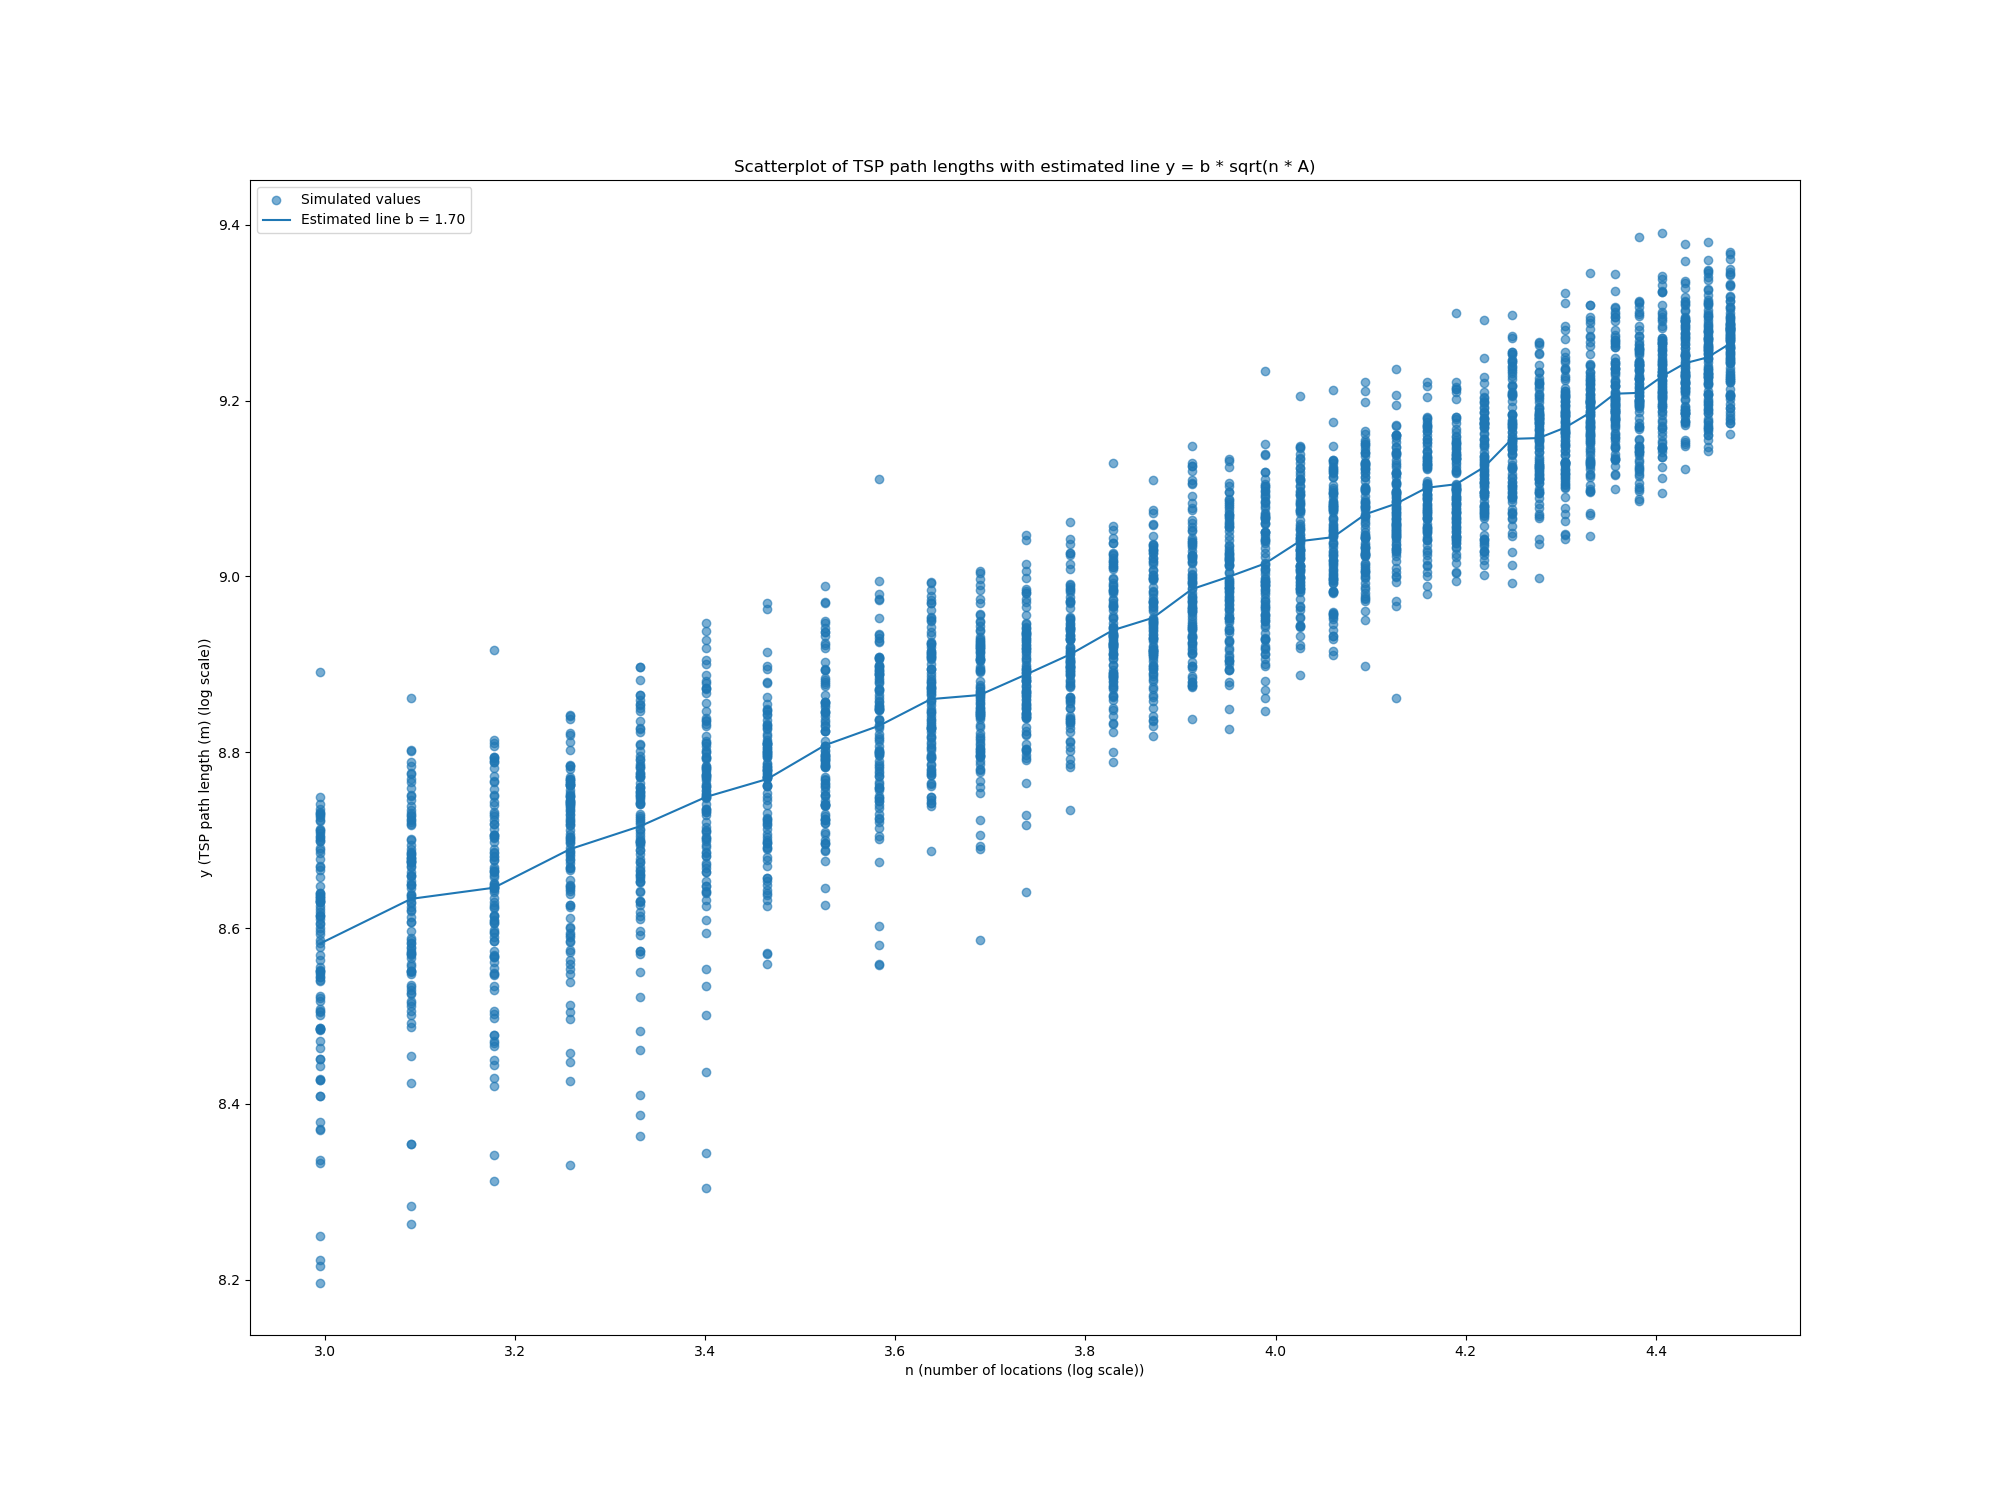 Scatterplot of TSP path lengths with estimated line y = b * sqrt(n * A)
Simulated values
Estimated line b = 1.70
9.4
9.2
9.0
8.8
8.6
8.4
8.2
y (TSP path length (m) (log scale))
3.0 3.2 3.4 3.6 3.8 4.0 4.2 4.4
n (number of locations (log scale))